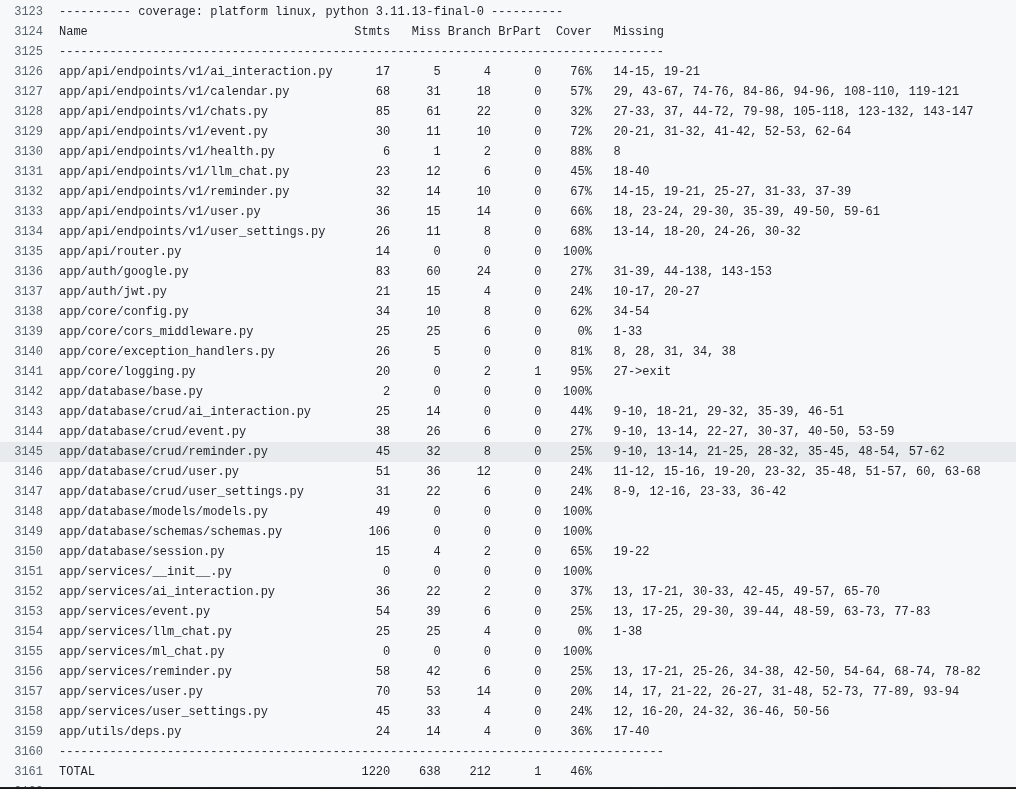 3123 ---------- coverage: platform linux, python 3.11.13-final-0 ----------
3124 Name                                     Stmts   Miss Branch BrPart  Cover   Missing
3125 ------------------------------------------------------------------------------------
3126 app/api/endpoints/v1/ai_interaction.py      17      5      4      0    76%   14-15, 19-21
3127 app/api/endpoints/v1/calendar.py            68     31     18      0    57%   29, 43-67, 74-76, 84-86, 94-96, 108-110, 119-121
3128 app/api/endpoints/v1/chats.py               85     61     22      0    32%   27-33, 37, 44-72, 79-98, 105-118, 123-132, 143-147
3129 app/api/endpoints/v1/event.py               30     11     10      0    72%   20-21, 31-32, 41-42, 52-53, 62-64
3130 app/api/endpoints/v1/health.py               6      1      2      0    88%   8
3131 app/api/endpoints/v1/llm_chat.py            23     12      6      0    45%   18-40
3132 app/api/endpoints/v1/reminder.py            32     14     10      0    67%   14-15, 19-21, 25-27, 31-33, 37-39
3133 app/api/endpoints/v1/user.py                36     15     14      0    66%   18, 23-24, 29-30, 35-39, 49-50, 59-61
3134 app/api/endpoints/v1/user_settings.py       26     11      8      0    68%   13-14, 18-20, 24-26, 30-32
3135 app/api/router.py                           14      0      0      0   100%
3136 app/auth/google.py                          83     60     24      0    27%   31-39, 44-138, 143-153
3137 app/auth/jwt.py                             21     15      4      0    24%   10-17, 20-27
3138 app/core/config.py                          34     10      8      0    62%   34-54
3139 app/core/cors_middleware.py                 25     25      6      0     0%   1-33
3140 app/core/exception_handlers.py              26      5      0      0    81%   8, 28, 31, 34, 38
3141 app/core/logging.py                         20      0      2      1    95%   27->exit
3142 app/database/base.py                         2      0      0      0   100%
3143 app/database/crud/ai_interaction.py         25     14      0      0    44%   9-10, 18-21, 29-32, 35-39, 46-51
3144 app/database/crud/event.py                  38     26      6      0    27%   9-10, 13-14, 22-27, 30-37, 40-50, 53-59
3145 app/database/crud/reminder.py               45     32      8      0    25%   9-10, 13-14, 21-25, 28-32, 35-45, 48-54, 57-62
3146 app/database/crud/user.py                   51     36     12      0    24%   11-12, 15-16, 19-20, 23-32, 35-48, 51-57, 60, 63-68
3147 app/database/crud/user_settings.py          31     22      6      0    24%   8-9, 12-16, 23-33, 36-42
3148 app/database/models/models.py               49      0      0      0   100%
3149 app/database/schemas/schemas.py            106      0      0      0   100%
3150 app/database/session.py                     15      4      2      0    65%   19-22
3151 app/services/__init__.py                     0      0      0      0   100%
3152 app/services/ai_interaction.py              36     22      2      0    37%   13, 17-21, 30-33, 42-45, 49-57, 65-70
3153 app/services/event.py                       54     39      6      0    25%   13, 17-25, 29-30, 39-44, 48-59, 63-73, 77-83
3154 app/services/llm_chat.py                    25     25      4      0     0%   1-38
3155 app/services/ml_chat.py                      0      0      0      0   100%
3156 app/services/reminder.py                    58     42      6      0    25%   13, 17-21, 25-26, 34-38, 42-50, 54-64, 68-74, 78-82
3157 app/services/user.py                        70     53     14      0    20%   14, 17, 21-22, 26-27, 31-48, 52-73, 77-89, 93-94
3158 app/services/user_settings.py               45     33      4      0    24%   12, 16-20, 24-32, 36-46, 50-56
3159 app/utils/deps.py                           24     14      4      0    36%   17-40
3160 ------------------------------------------------------------------------------------
3161 TOTAL                                     1220    638    212      1    46%